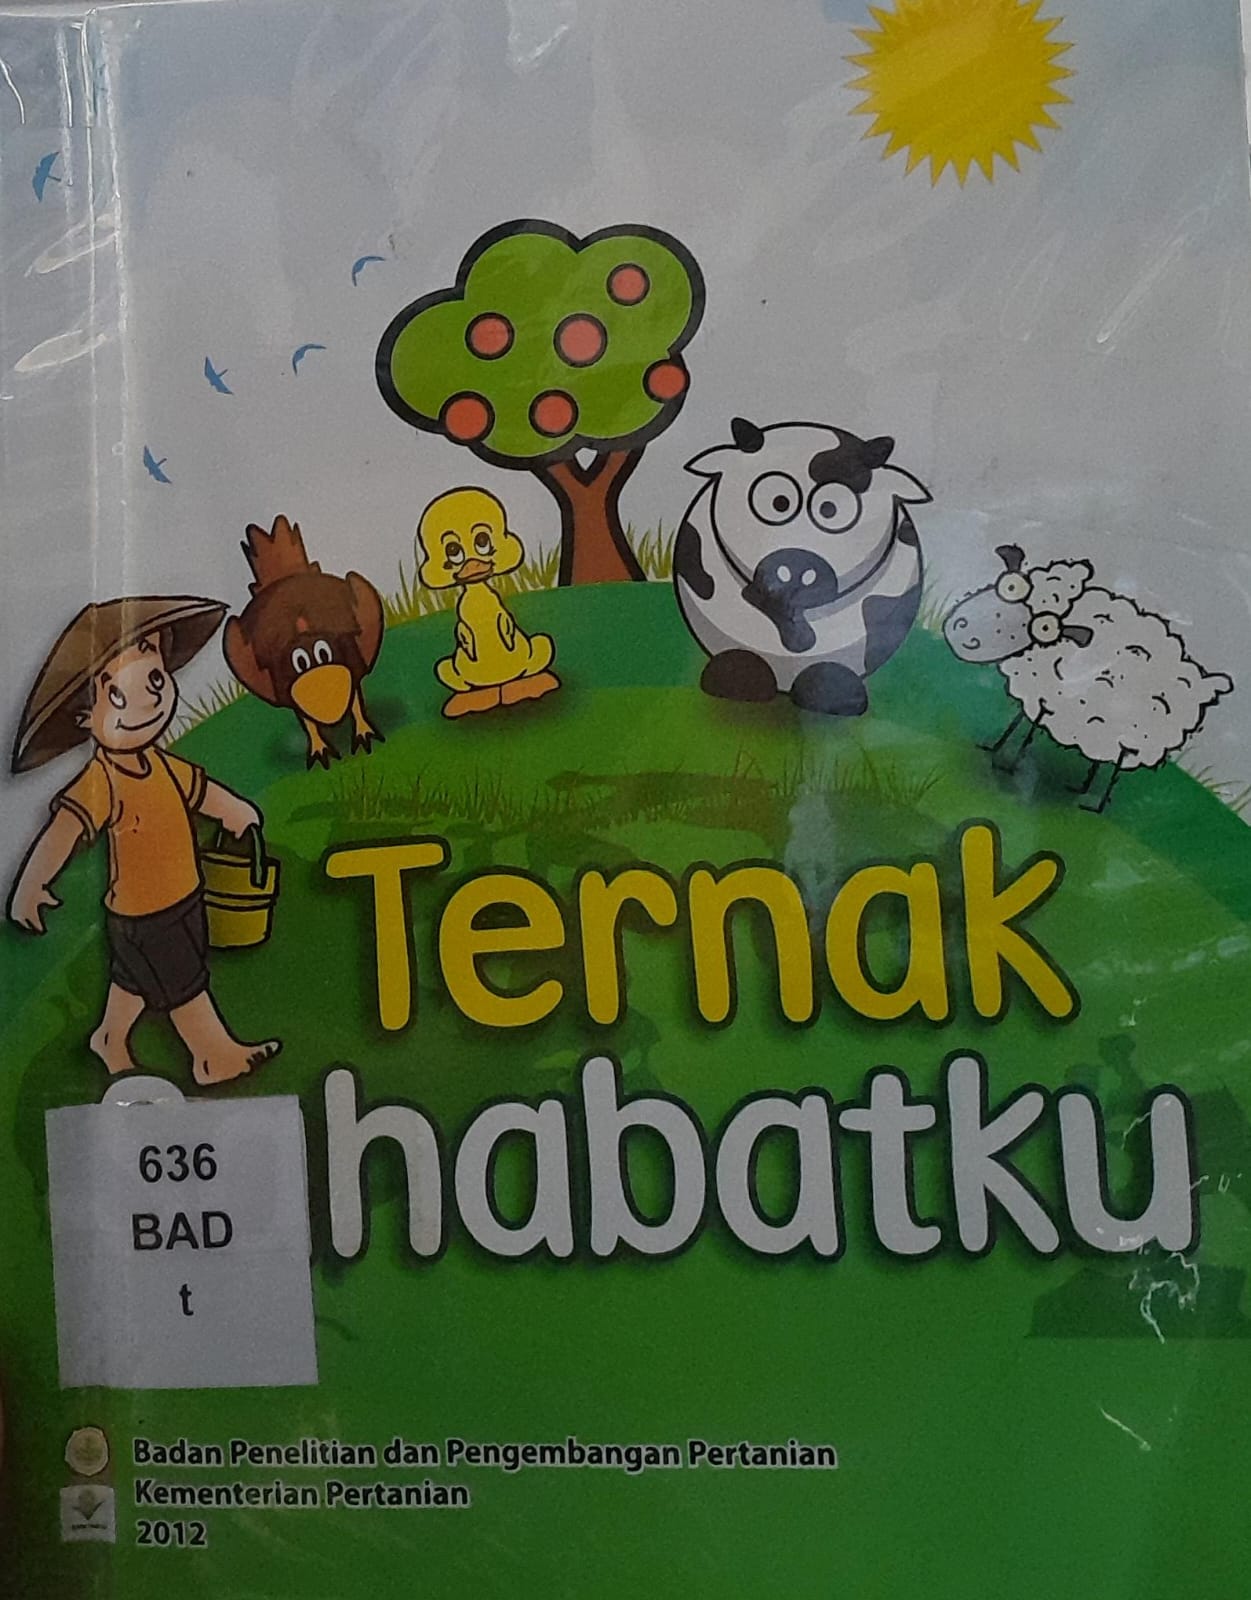 Ternak
habatku
636
BAD
t
Badan Penelitian dan Pengembangan Pertanian
Kementerian Pertanian
2012